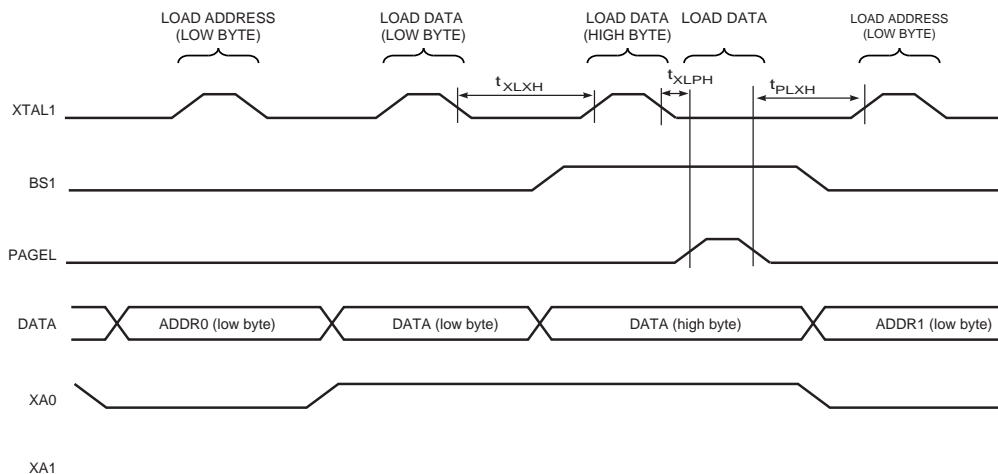 LOAD ADDRESS
(LOW BYTE)
LOAD DATA
(LOW BYTE)
LOAD DATA
(HIGH BYTE)
LOAD DATA
LOAD ADDRESS
(LOW BYTE)
XTAL1
tXLXH
tXLPH
tPLXH
BS1
PAGEL
DATA
ADDR0 (low byte)
DATA (low byte)
DATA (high byte)
ADDR1 (low byte)
XA0
XA1